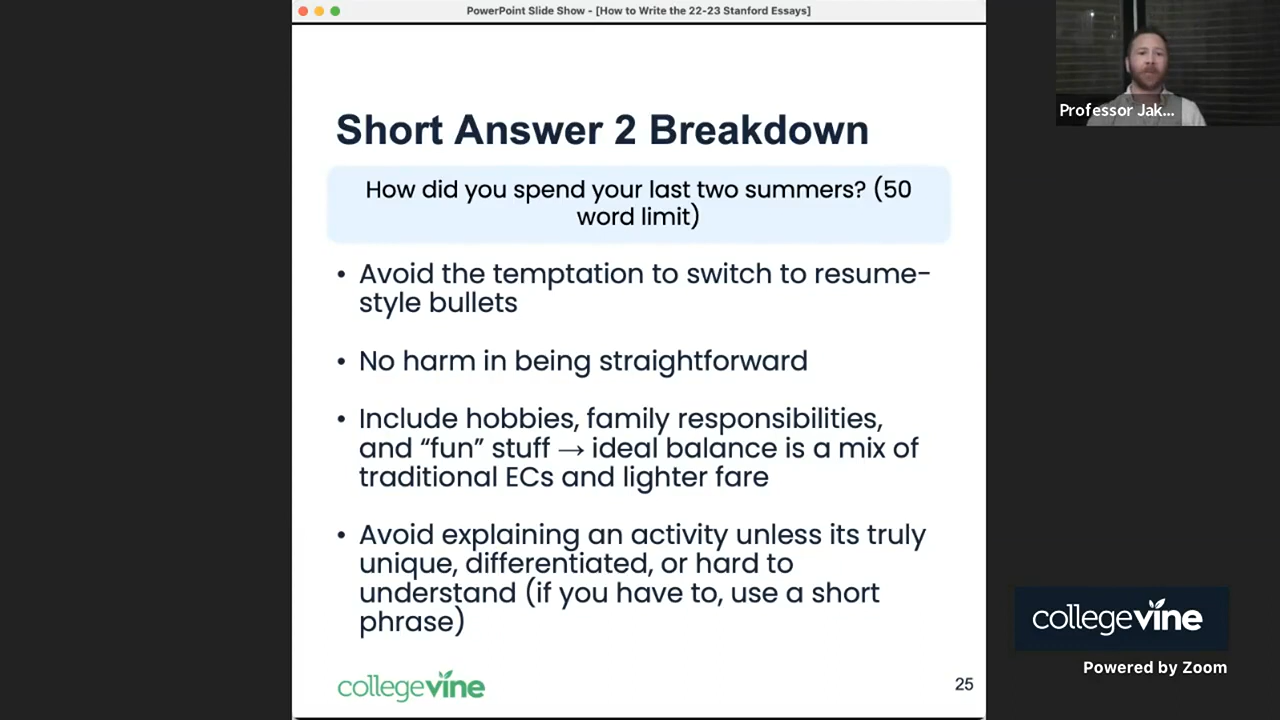 PowerPoint Slide Show - [How to Write the 22-23 Stanford Essays]
Professor Jak...
Short Answer 2 Breakdown
How did you spend your last two summers? (50
word limit)
• Avoid the temptation to switch to resume-
style bullets
• No harm in being straightforward
• Include hobbies, family responsibilities,
and “fun” stuff → ideal balance is a mix of
traditional ECs and lighter fare
• Avoid explaining an activity unless its truly
unique, differentiated, or hard to
understand (if you have to, use a short
phrase)
collegevine
25
collegevine
Powered by Zoom